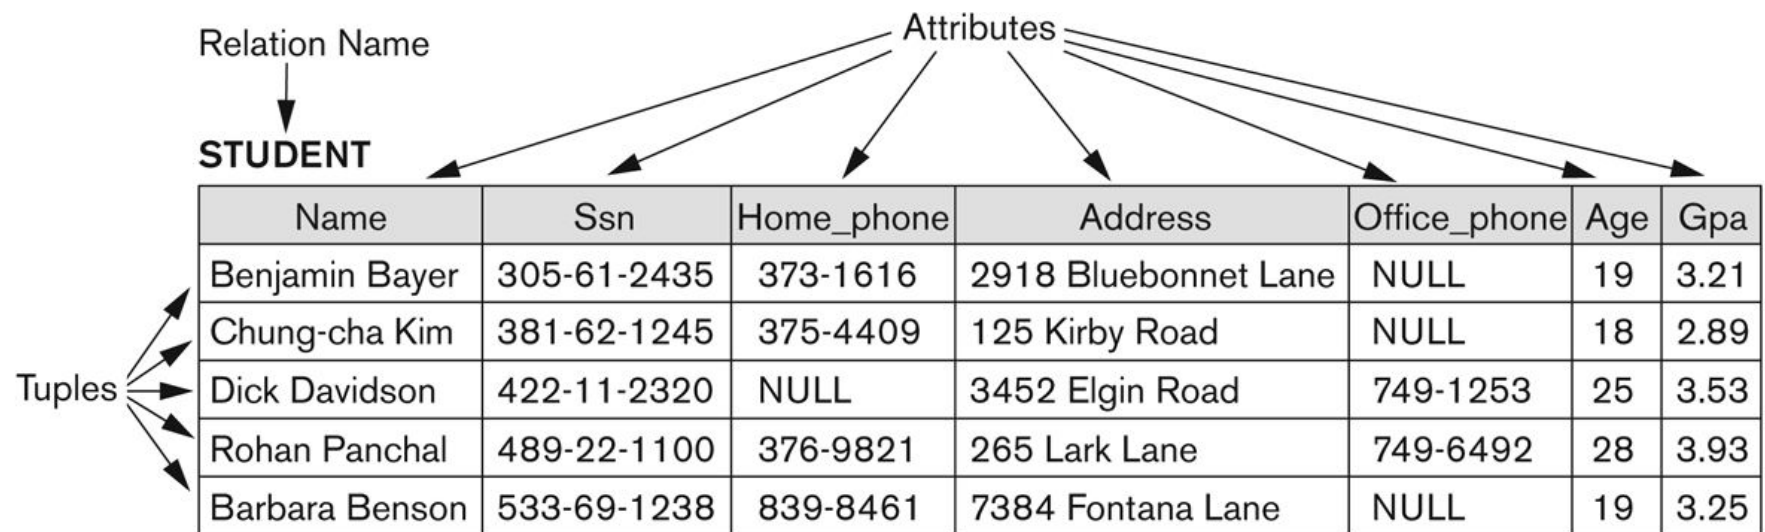 Attributes
Relation Name
STUDENT
Name Ssn Home_phone Address Office_phone Age Gpa
Benjamin Bayer 305-61-2435 373-1616 2918 Bluebonnet Lane NULL 19 3.21
Chung-cha Kim 381-62-1245 375-4409 125 Kirby Road NULL 18 2.89
Tuples Dick Davidson 422-11-2320 NULL 3452 Elgin Road 749-1253 25 3.53
Rohan Panchal 489-22-1100 376-9821 265 Lark Lane 749-6492 28 3.93
Barbara Benson 533-69-1238 839-8461 7384 Fontana Lane NULL 19 3.25